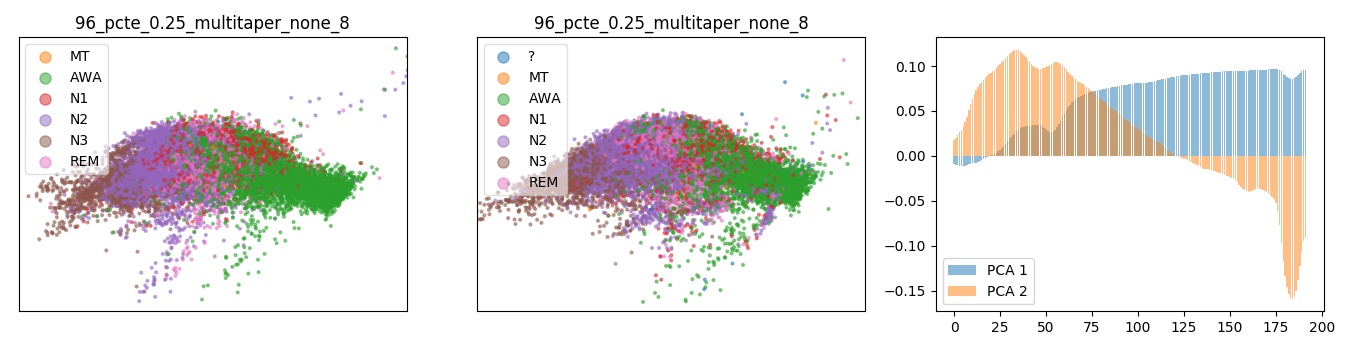 96_pcte_0.25_multitaper_none_8
MT
AWA
N1
N2
N3
REM
96_pcte_0.25_multitaper_none_8
?
MT
AWA
N1
N2
N3
REM
0.10
0.05
0.00
−0.05
−0.10
−0.15
PCA 1
PCA 2
0 25 50 75 100 125 150 175 200